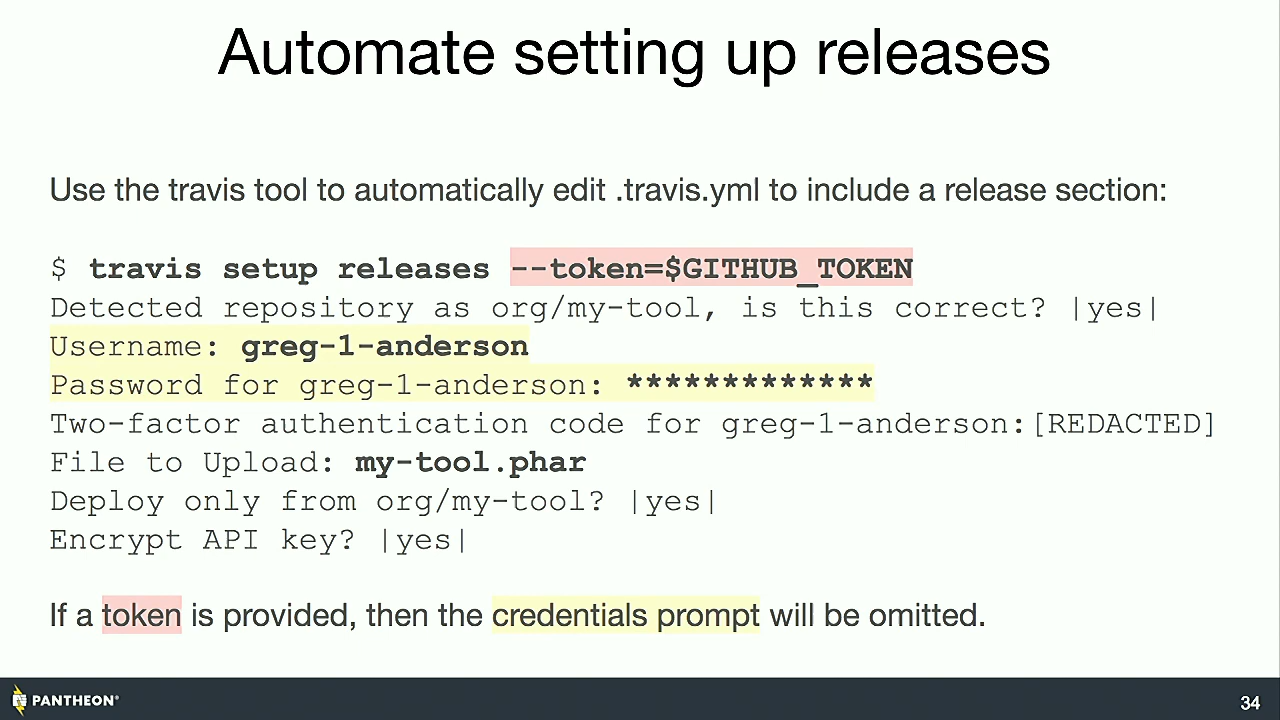 Automate setting up releases
Use the travis tool to automatically edit .travis.yml to include a release section:
$ travis setup releases --token=$GITHUB_TOKEN
Detected repository as org/my-tool, is this correct? |yes|
Username: greg-1-anderson
Password for greg-1-anderson: *************
Two-factor authentication code for greg-1-anderson:[REDACTED]
File to Upload: my-tool.phar
Deploy only from org/my-tool? |yes|
Encrypt API key? |yes|
If a token is provided, then the credentials prompt will be omitted.
PANTHEON®
34